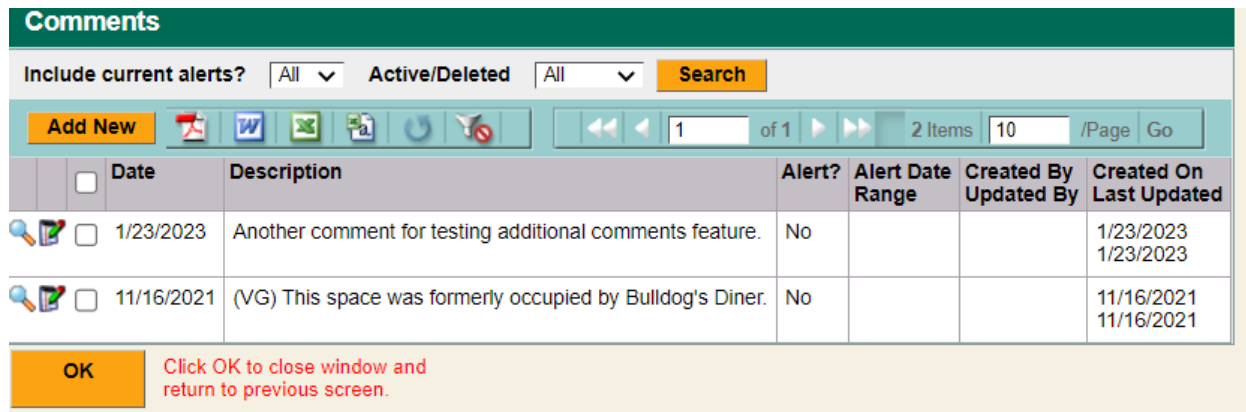 Comments
Include current alerts? All Active/Deleted All Search
Add New 1 of 1 2 Items 10 /Page Go
Date Description Alert? Alert Date Range Created By Updated By Created On Last Updated
1/23/2023 Another comment for testing additional comments feature. No 1/23/2023
1/23/2023
11/16/2021 (VG) This space was formerly occupied by Bulldog's Diner. No 11/16/2021
11/16/2021
OK Click OK to close window and
return to previous screen.